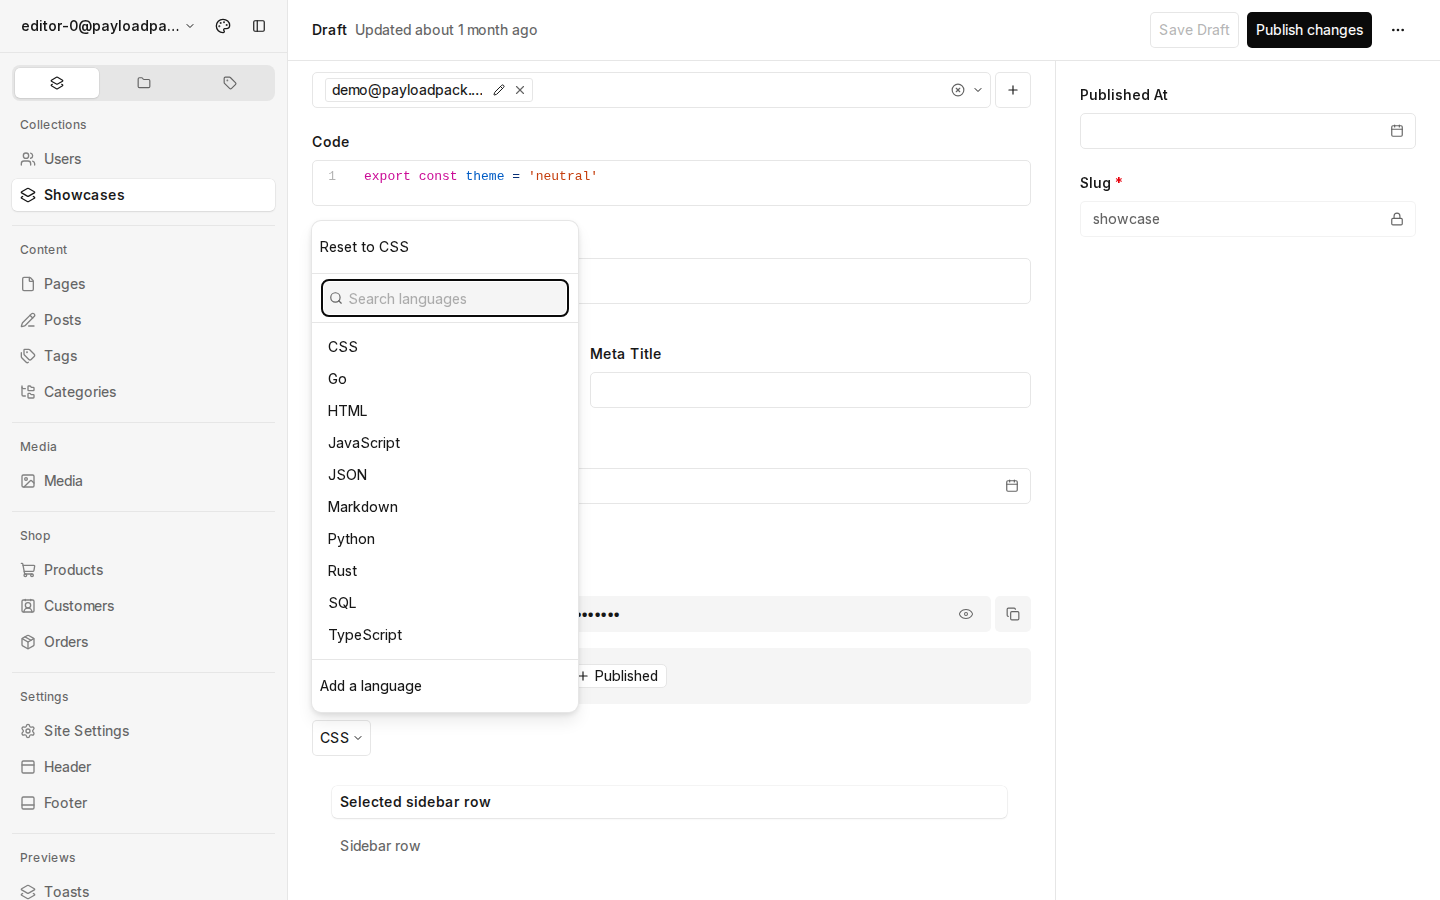 editor-0@payloadpa...
Collections
Users
Showcases
Content
Pages
Posts
Tags
Categories
Media
Media
Shop
Products
Customers
Orders
Settings
Site Settings
Header
Footer
Previews
Toasts
Draft Updated about 1 month ago
Save Draft
Publish changes
demo@payloadpack....
Code
1 export const theme = 'neutral'
Reset to CSS
Search languages
CSS
Go
HTML
JavaScript
JSON
Markdown
Python
Rust
SQL
TypeScript
Add a language
Meta Title
•••••••
+ Published
CSS
Selected sidebar row
Sidebar row
Published At
Slug *
showcase